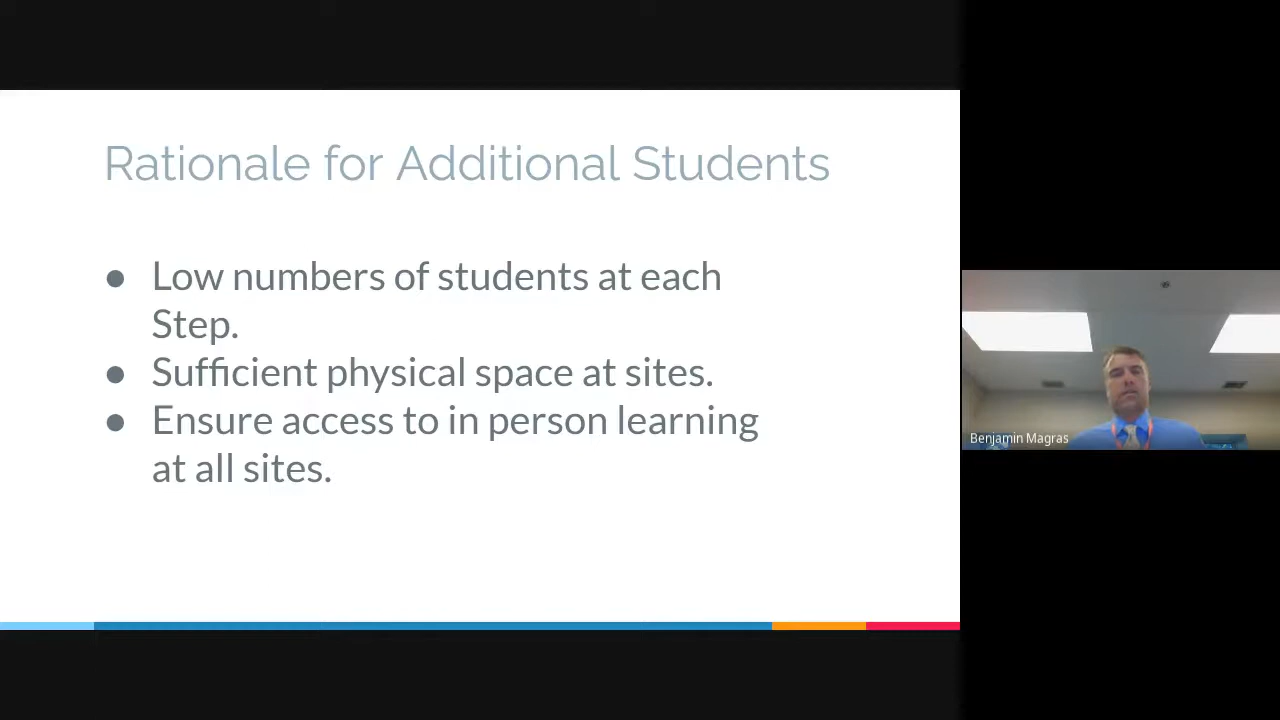 Rationale for Additional Students
● Low numbers of students at each
Step.
● Sufficient physical space at sites.
● Ensure access to in person learning
at all sites.
Benjamin Magras